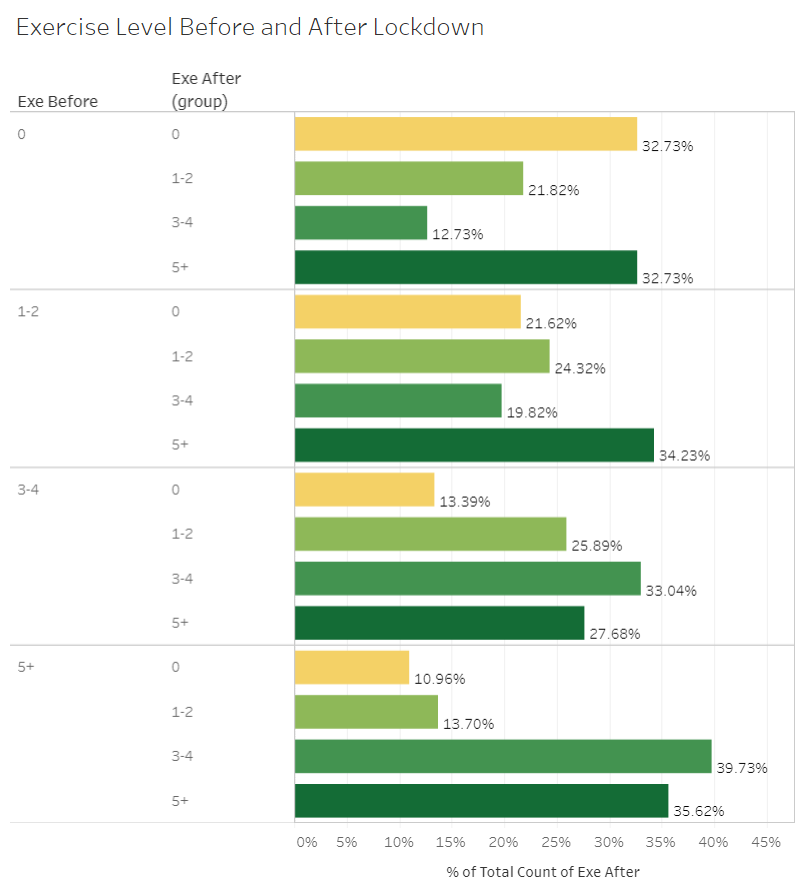 Exercise Level Before and After Lockdown
Exe After
Exe Before (group)
0 0 32.73%
1-2 21.82%
3-4 12.73%
5+ 32.73%
1-2 0 21.62%
1-2 24.32%
3-4 19.82%
5+ 34.23%
3-4 0 13.39%
1-2 25.89%
3-4 33.04%
5+ 27.68%
5+ 0 10.96%
1-2 13.70%
3-4 39.73%
5+ 35.62%
0% 5% 10% 15% 20% 25% 30% 35% 40% 45%
% of Total Count of Exe After